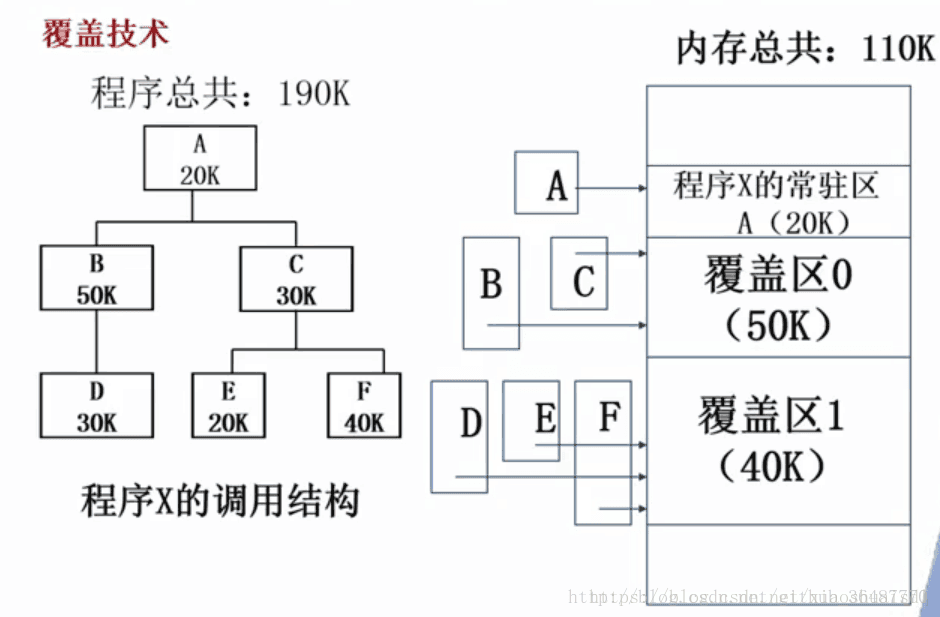 覆盖技术
程序总共：190K
内存总共：110K
A
20K
B
50K
C
30K
D
30K
E
20K
F
40K
程序X的调用结构
A
B
C
D
E
F
程序X的常驻区
A（20K）
覆盖区0
（50K）
覆盖区1
（40K）